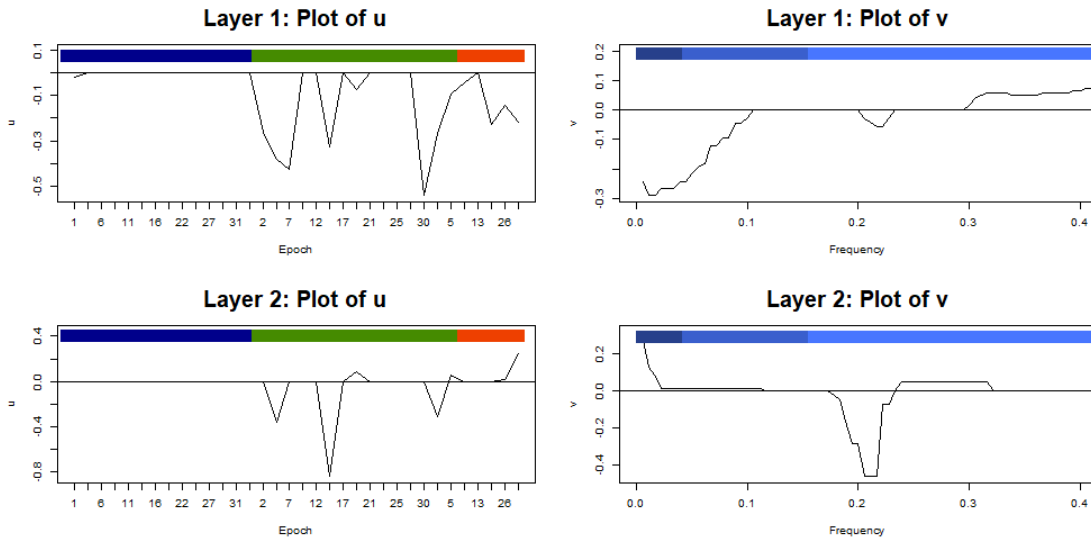 Layer 1: Plot of u
0.1
-0.1
-0.3
-0.5
u
1 6 11 16 22 27 31 2 7 12 17 21 25 30 5 13 26
Epoch
Layer 1: Plot of v
0.2
0.1
0.0
-0.1
-0.3
v
0.0 0.1 0.2 0.3 0.4
Frequency
Layer 2: Plot of u
0.4
0.0
-0.4
-0.8
u
1 6 11 16 22 27 31 2 7 12 17 21 25 30 5 13 26
Epoch
Layer 2: Plot of v
0.2
0.0
-0.2
-0.4
v
0.0 0.1 0.2 0.3 0.4
Frequency